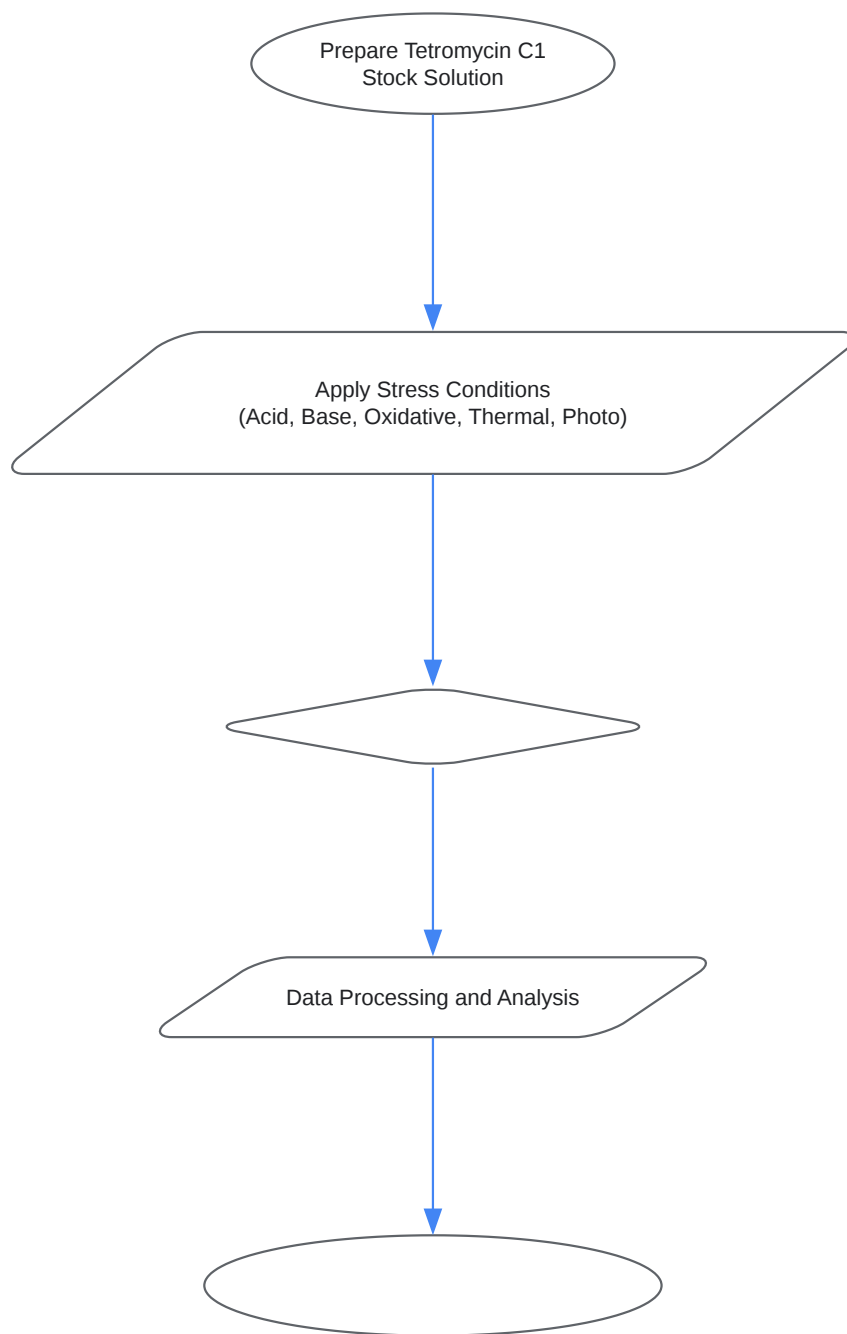 Prepare Tetromycin C1
Stock Solution
Apply Stress Conditions
(Acid, Base, Oxidative, Thermal, Photo)
Data Processing and Analysis